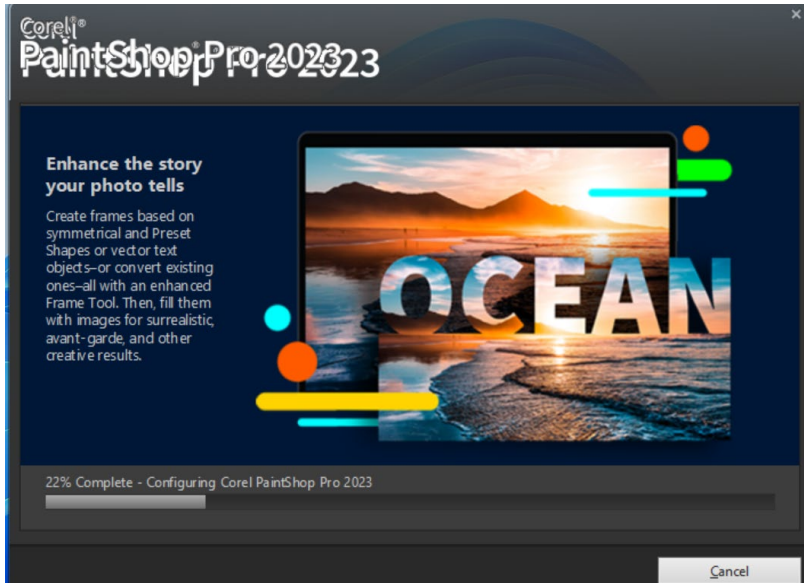 Corel®
PaintShop® Pro 2023
Enhance the story
your photo tells
Create frames based on
symmetrical and Preset
Shapes or vector text
objects–or convert existing
ones–all with an enhanced
Frame Tool. Then, fill them
with images for surrealistic,
avant-garde, and other
creative results.
OCEAN
22% Complete - Configuring Corel PaintShop Pro 2023
Cancel